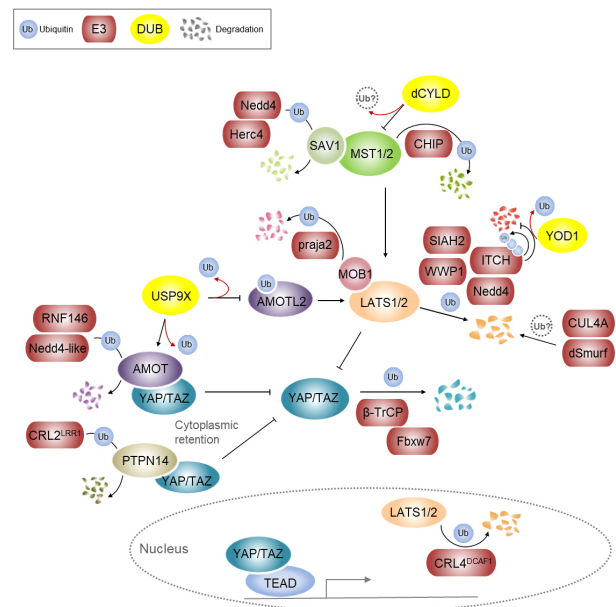 Ub Ubiquitin E3 DUB Degradation
dCYLD
Ub?
Nedd4
Ub
Herc4
SAV1
MST1/2
CHIP
Ub
Ub
praja2
MOB1
SIAH2
WWP1
ITCH
Nedd4
Ub
YOD1
Ub
USP9X
Ub
AMOTL2
LATS1/2
Ub
Ub?
CUL4A
dSmurf
RNF146
Nedd4-like
Ub
Ub
AMOT
YAP/TAZ
YAP/TAZ
Ub
β-TrCP
Fbxw7
Cytoplasmic
retention
CRL2LRR1
Ub
PTPN14
YAP/TAZ
LATS1/2
Ub
CRL4DCAF1
Nucleus
YAP/TAZ
TEAD